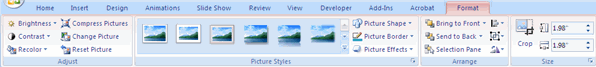 Home Insert Design Animations Slide Show Review View Developer Add-Ins Acrobat Format
Brightness Compress Pictures Picture Shape Bring to Front 1.98"
Contrast Change Picture Picture Border Send to Back Crop 1.98"
Recolor Reset Picture Picture Effects Selection Pane
Adjust Picture Styles Arrange Size